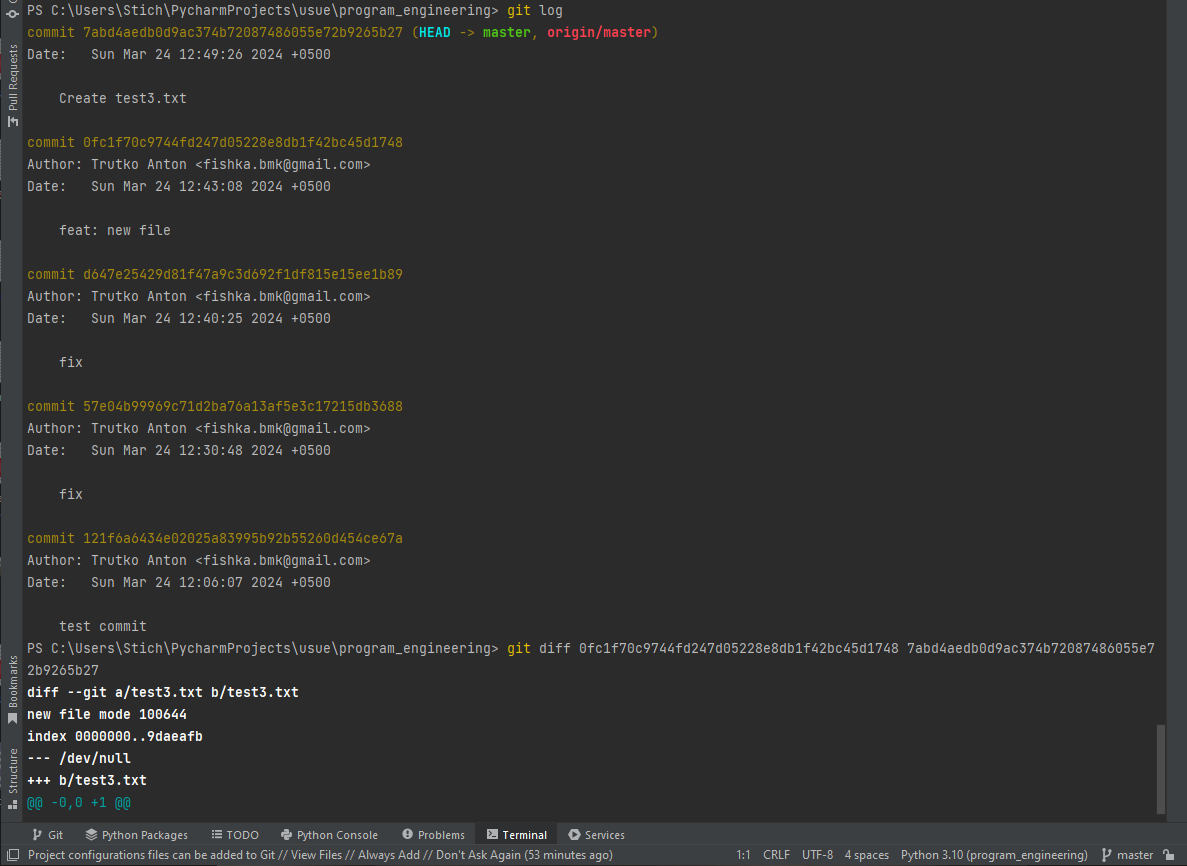 PS C:\Users\Stich\PycharmProjects\usue\program_engineering> git log
commit 7abd4aedb0d9ac374b72087486055e72b9265b27 (HEAD -> master, origin/master)
Date:   Sun Mar 24 12:49:26 2024 +0500
Create test3.txt
commit 0fc1f70c9744fd247d05228e8db1f42bc45d1748
Author: Trutko Anton <fishka.bmk@gmail.com>
Date:   Sun Mar 24 12:43:08 2024 +0500
feat: new file
commit d647e25429d81f47a9c3d692f1df815e15ee1b89
Author: Trutko Anton <fishka.bmk@gmail.com>
Date:   Sun Mar 24 12:40:25 2024 +0500
fix
commit 57e04b99969c71d2ba76a13af5e3c17215db3688
Author: Trutko Anton <fishka.bmk@gmail.com>
Date:   Sun Mar 24 12:30:48 2024 +0500
fix
commit 121f6a6434e02025a83995b92b55260d454ce67a
Author: Trutko Anton <fishka.bmk@gmail.com>
Date:   Sun Mar 24 12:06:07 2024 +0500
test commit
PS C:\Users\Stich\PycharmProjects\usue\program_engineering> git diff 0fc1f70c9744fd247d05228e8db1f42bc45d1748 7abd4aedb0d9ac374b72087486055e7
2b9265b27
diff --git a/test3.txt b/test3.txt
new file mode 100644
index 0000000..9daeafb
--- /dev/null
+++ b/test3.txt
@@ -0,0 +1 @@
Pull Requests
Bookmarks
Structure
Git Python Packages TODO Python Console Problems Terminal Services
Project configurations files can be added to Git // View Files // Always Add // Don't Ask Again (53 minutes ago) 1:1 CRLF UTF-8 4 spaces Python 3.10 (program_engineering) master